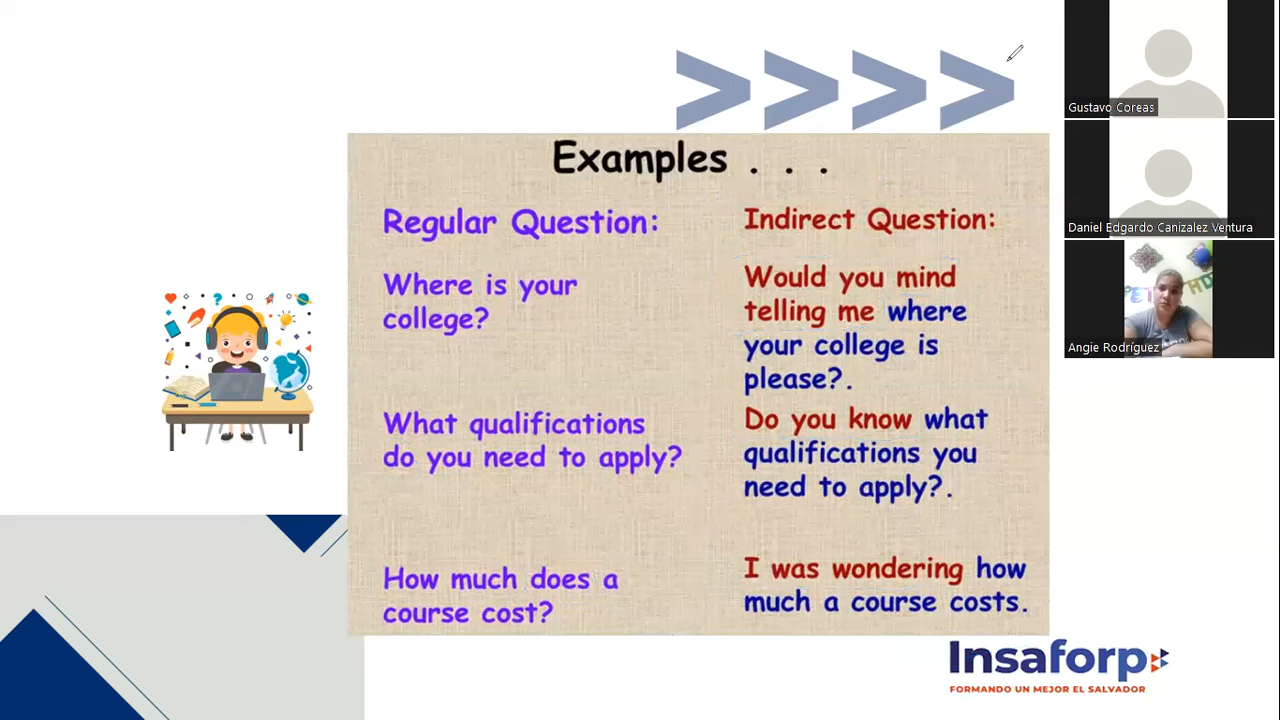 Examples . . .
Regular Question:
Where is your
college?
What qualifications
do you need to apply?
How much does a
course cost?
Indirect Question:
Would you mind
telling me where
your college is
please?.
Do you know what
qualifications you
need to apply?.
I was wondering how
much a course costs.
Insaforp
FORMANDO UN MEJOR EL SALVADOR
Gustavo Coreas
Daniel Edgardo Canizalez Ventura
Angie Rodríguez